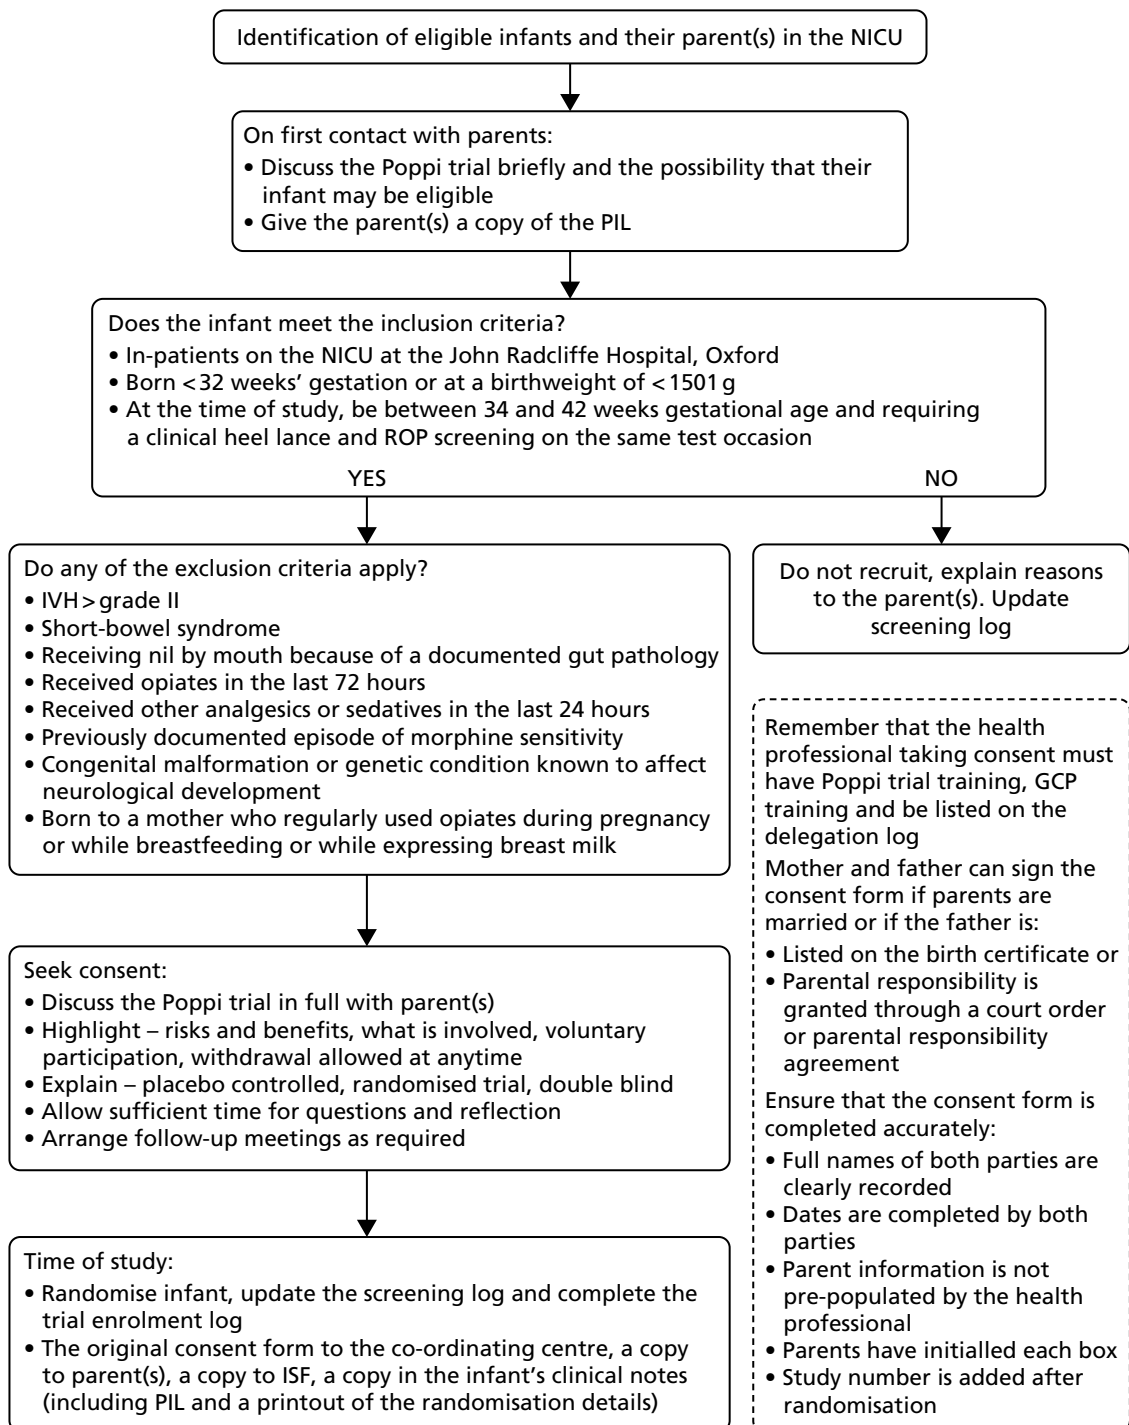 Identification of eligible infants and their parent(s) in the NICU
On first contact with parents:
• Discuss the Poppi trial briefly and the possibility that their
infant may be eligible
• Give the parent(s) a copy of the PIL
Does the infant meet the inclusion criteria?
• In-patients on the NICU at the John Radcliffe Hospital, Oxford
• Born <32 weeks’ gestation or at a birthweight of <1501 g
• At the time of study, be between 34 and 42 weeks gestational age and requiring
a clinical heel lance and ROP screening on the same test occasion
YES
NO
Do any of the exclusion criteria apply?
• IVH > grade II
• Short-bowel syndrome
• Receiving nil by mouth because of a documented gut pathology
• Received opiates in the last 72 hours
• Received other analgesics or sedatives in the last 24 hours
• Previously documented episode of morphine sensitivity
• Congenital malformation or genetic condition known to affect
neurological development
• Born to a mother who regularly used opiates during pregnancy
or while breastfeeding or while expressing breast milk
Do not recruit, explain reasons
to the parent(s). Update
screening log
Seek consent:
• Discuss the Poppi trial in full with parent(s)
• Highlight – risks and benefits, what is involved, voluntary
participation, withdrawal allowed at anytime
• Explain – placebo controlled, randomised trial, double blind
• Allow sufficient time for questions and reflection
• Arrange follow-up meetings as required
Time of study:
• Randomise infant, update the screening log and complete the
trial enrolment log
• The original consent form to the co-ordinating centre, a copy
to parent(s), a copy to ISF, a copy in the infant’s clinical notes
(including PIL and a printout of the randomisation details)
Remember that the health
professional taking consent must
have Poppi trial training, GCP
training and be listed on the
delegation log
Mother and father can sign the
consent form if parents are
married or if the father is:
• Listed on the birth certificate or
• Parental responsibility is
granted through a court order
or parental responsibility
agreement
Ensure that the consent form is
completed accurately:
• Full names of both parties are
clearly recorded
• Dates are completed by both
parties
• Parent information is not
pre-populated by the health
professional
• Parents have initialled each box
• Study number is added after
randomisation